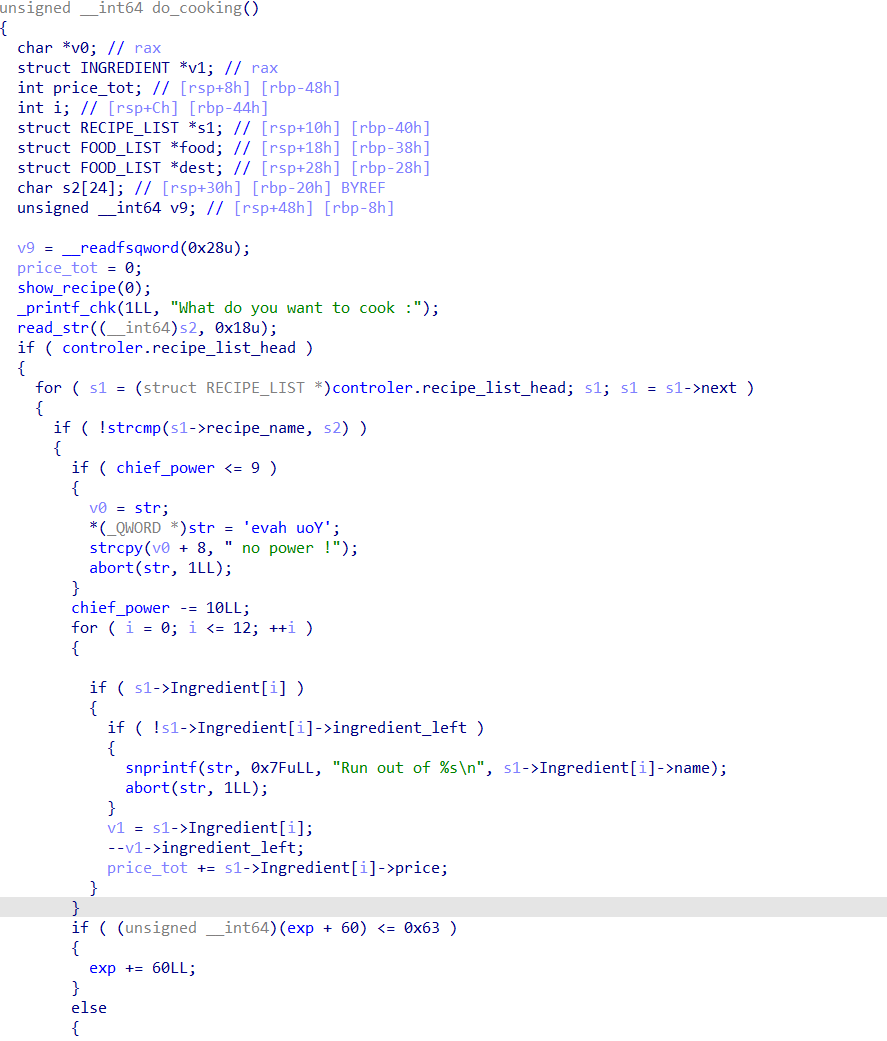 unsigned __int64 do_cooking()
{
  char *v0; // rax
  struct INGREDIENT *v1; // rax
  int price_tot; // [rsp+8h] [rbp-48h]
  int i; // [rsp+Ch] [rbp-44h]
  struct RECIPE_LIST *s1; // [rsp+10h] [rbp-40h]
  struct FOOD_LIST *food; // [rsp+18h] [rbp-38h]
  struct FOOD_LIST *dest; // [rsp+28h] [rbp-28h]
  char s2[24]; // [rsp+30h] [rbp-20h] BYREF
  unsigned __int64 v9; // [rsp+48h] [rbp-8h]

  v9 = __readfsqword(0x28u);
  price_tot = 0;
  show_recipe(0);
  _printf_chk(1LL, "What do you want to cook :");
  read_str((__int64)s2, 0x18u);
  if ( controler.recipe_list_head )
  {
    for ( s1 = (struct RECIPE_LIST *)controler.recipe_list_head; s1; s1 = s1->next )
    {
      if ( !strcmp(s1->recipe_name, s2) )
      {
        if ( chief_power <= 9 )
        {
          v0 = str;
          *(_QWORD *)str = 'evah uoY';
          strcpy(v0 + 8, " no power !");
          abort(str, 1LL);
        }
        chief_power -= 10LL;
        for ( i = 0; i <= 12; ++i )
        {

          if ( s1->Ingredient[i] )
          {
            if ( !s1->Ingredient[i]->ingredient_left )
            {
              snprintf(str, 0x7FuLL, "Run out of %s\n", s1->Ingredient[i]->name);
              abort(str, 1LL);
            }
            v1 = s1->Ingredient[i];
            --v1->ingredient_left;
            price_tot += s1->Ingredient[i]->price;
          }
        }
        if ( (unsigned __int64)(exp + 60) <= 0x63 )
        {
          exp += 60LL;
        }
        else
        {